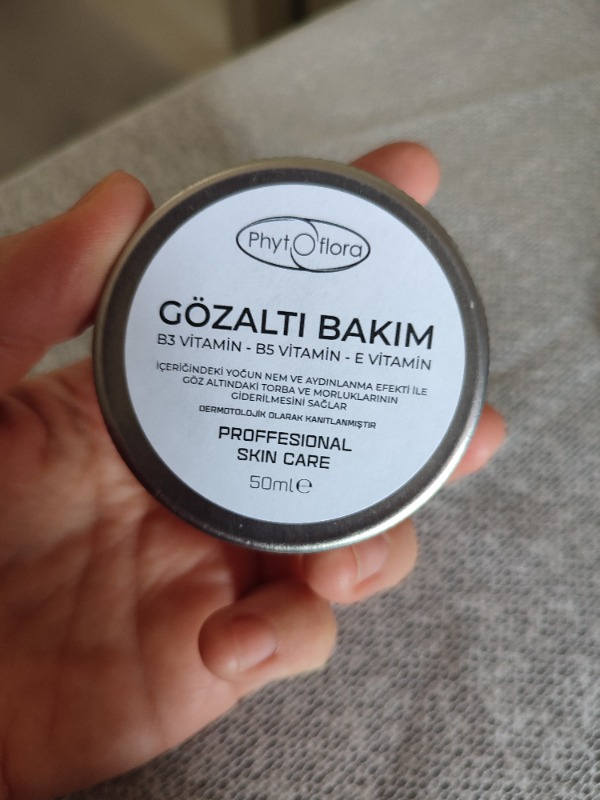 Phytoflora
GÖZALTI BAKIM
B3 VİTAMİN - B5 VİTAMİN - E VİTAMİN
İÇERİĞİNDEKİ YOĞUN NEM VE AYDINLANMA EFEKTİ İLE
GÖZ ALTINDAKİ TORBA VE MORLUKLARININ
GİDERİLMESİNİ SAĞLAR
DERMOTOLOJİK OLARAK KANITLANMIŞTIR
PROFFESIONAL
SKIN CARE
50ml℮